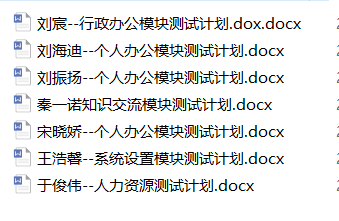 刘宸--行政办公模块测试计划.dox.docx
刘海迪--个人办公模块测试计划.docx
刘振扬--个人办公模块测试计划.docx
秦一诺知识交流模块测试计划.docx
宋晓娇--个人办公模块测试计划.docx
王浩馨--系统设置模块测试计划.docx
于俊伟--人力资源测试计划.docx